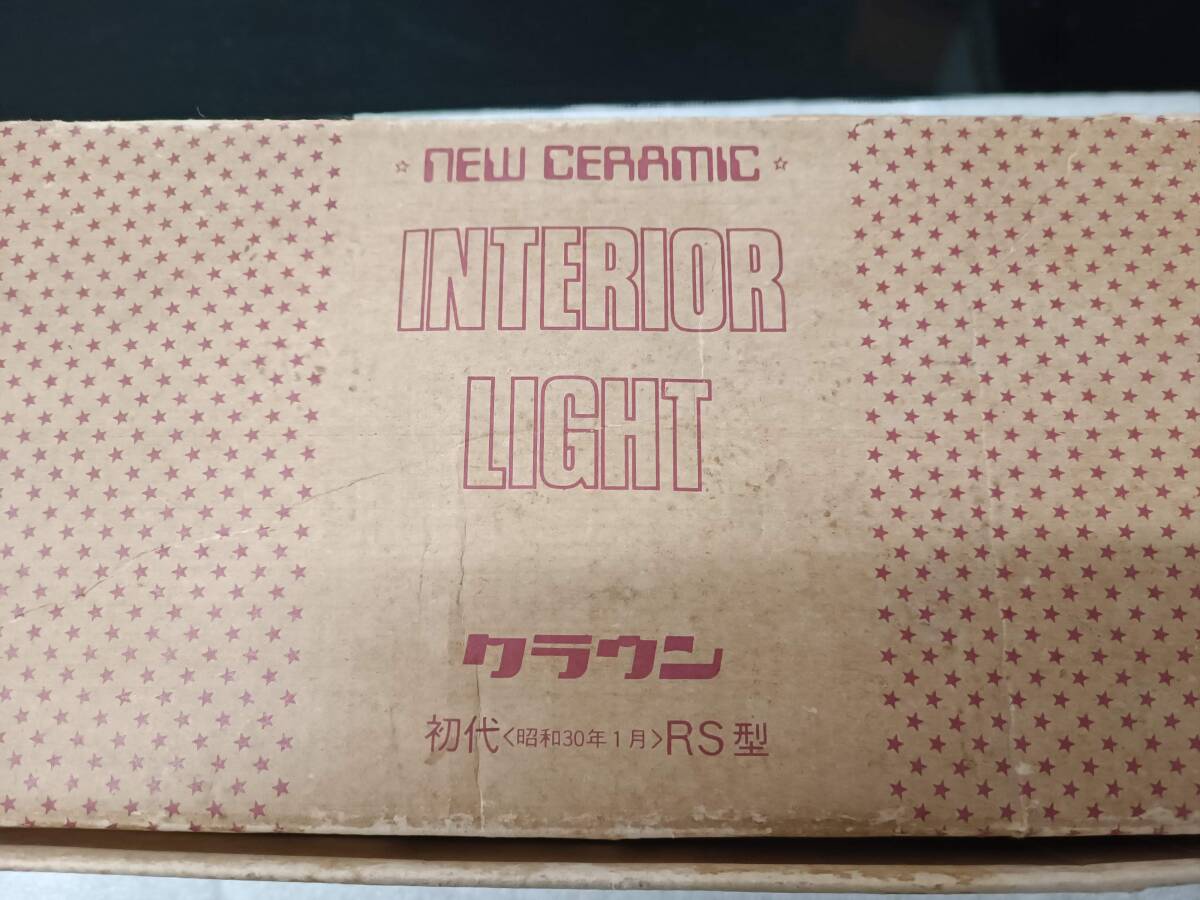 ☆ NEW CERAMIC ☆
INTERIOR
LIGHT
クラウン
初代<昭和30年1月>RS型